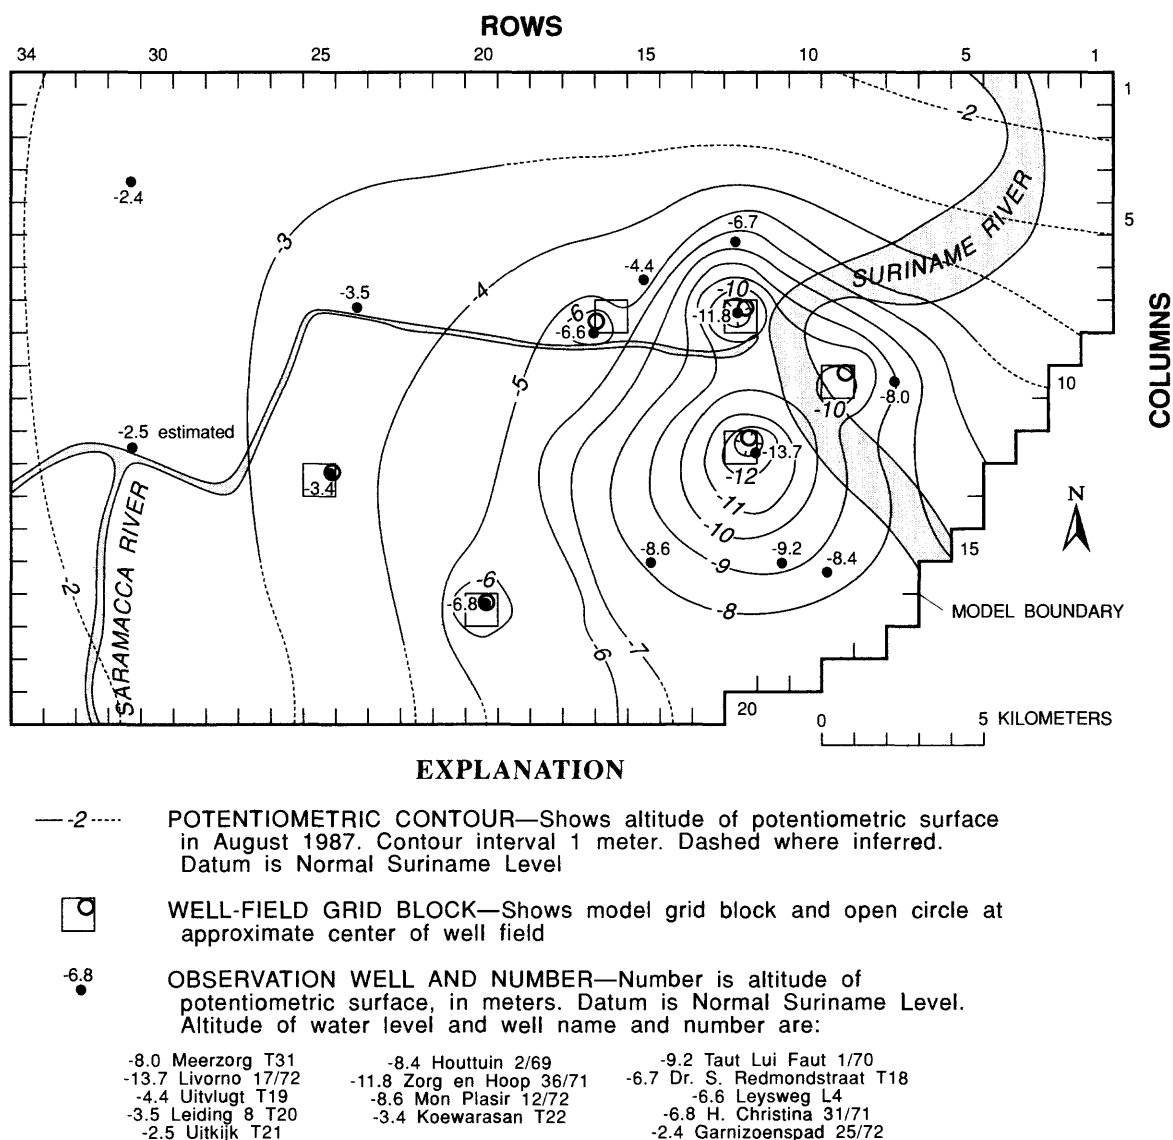 ROWS
34 30 25 20 15 10 5 1
1
-2
-2.4
5
SURINAME RIVER
-6.7
-3
-4.4
-4
-3.5
-10
-6
-11.8
-6.6
COLUMNS
-5
10
-8.0
-10
-2.5 estimated
-13.7
-3.4
-12
-11
N
SARAMACCA RIVER
-10
-8.6 -9.2 -8.4
15
-9
-2
-6
-6.8
-8
MODEL BOUNDARY
-6
-7
20
0 5 KILOMETERS
EXPLANATION
-2
POTENTIOMETRIC CONTOUR—Shows altitude of potentiometric surface
in August 1987. Contour interval 1 meter. Dashed where inferred.
Datum is Normal Suriname Level
WELL-FIELD GRID BLOCK—Shows model grid block and open circle at
approximate center of well field
-6.8
OBSERVATION WELL AND NUMBER—Number is altitude of
potentiometric surface, in meters. Datum is Normal Suriname Level.
Altitude of water level and well name and number are:
-8.0 Meerzorg T31
-13.7 Livorno 17/72
-4.4 Uitvlugt T19
-3.5 Leiding 8 T20
-2.5 Uitkijk T21
-8.4 Houttuin 2/69
-11.8 Zorg en Hoop 36/71
-8.6 Mon Plasir 12/72
-3.4 Koewarasan T22
-9.2 Taut Lui Faut 1/70
-6.7 Dr. S. Redmondstraat T18
-6.6 Leysweg L4
-6.8 H. Christina 31/71
-2.4 Garnizoenspad 25/72